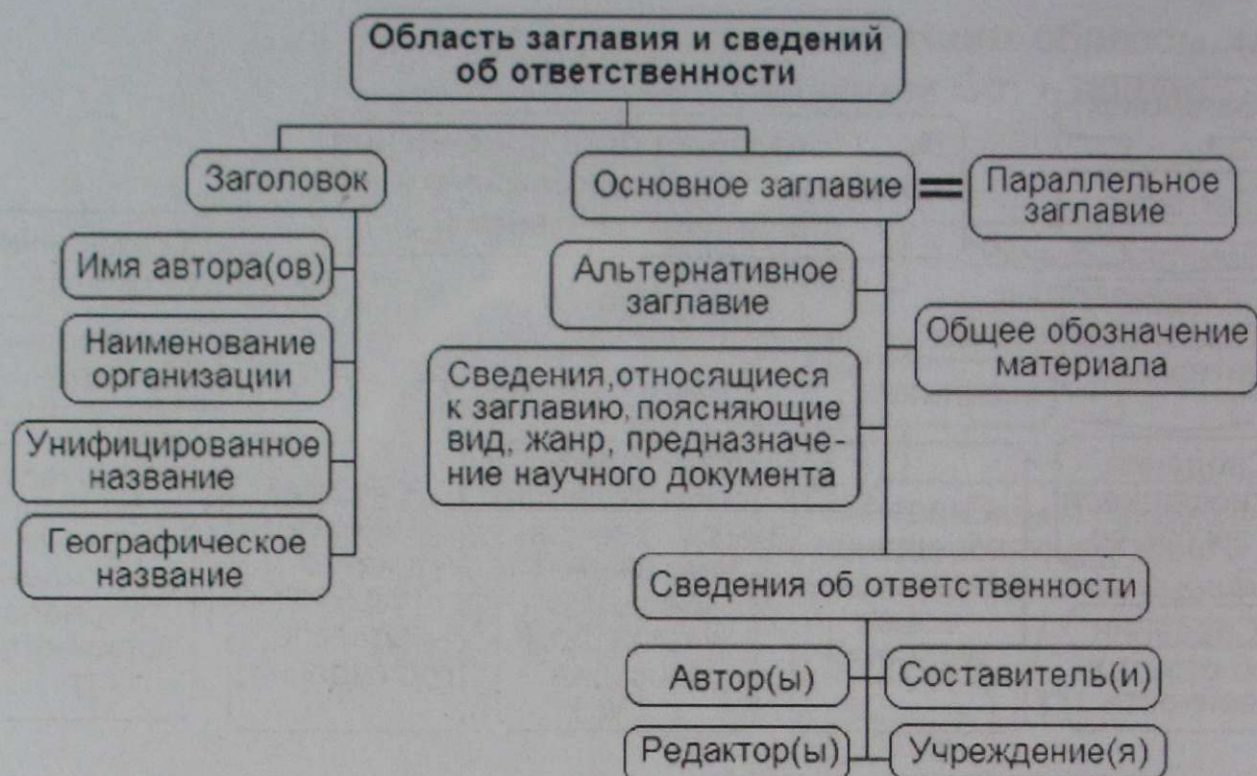 Область заглавия и сведений
об ответственности
Заголовок
Имя автора(ов)
Наименование
организации
Унифицированное
название
Географическое
название
Основное заглавие
=
Параллельное
заглавие
Альтернативное
заглавие
Общее обозначение
материала
Сведения,относящиеся
к заглавию, поясняющие
вид, жанр, предназначе-
ние научного документа
Сведения об ответственности
Автор(ы)
Составитель(и)
Редактор(ы)
Учреждение(я)